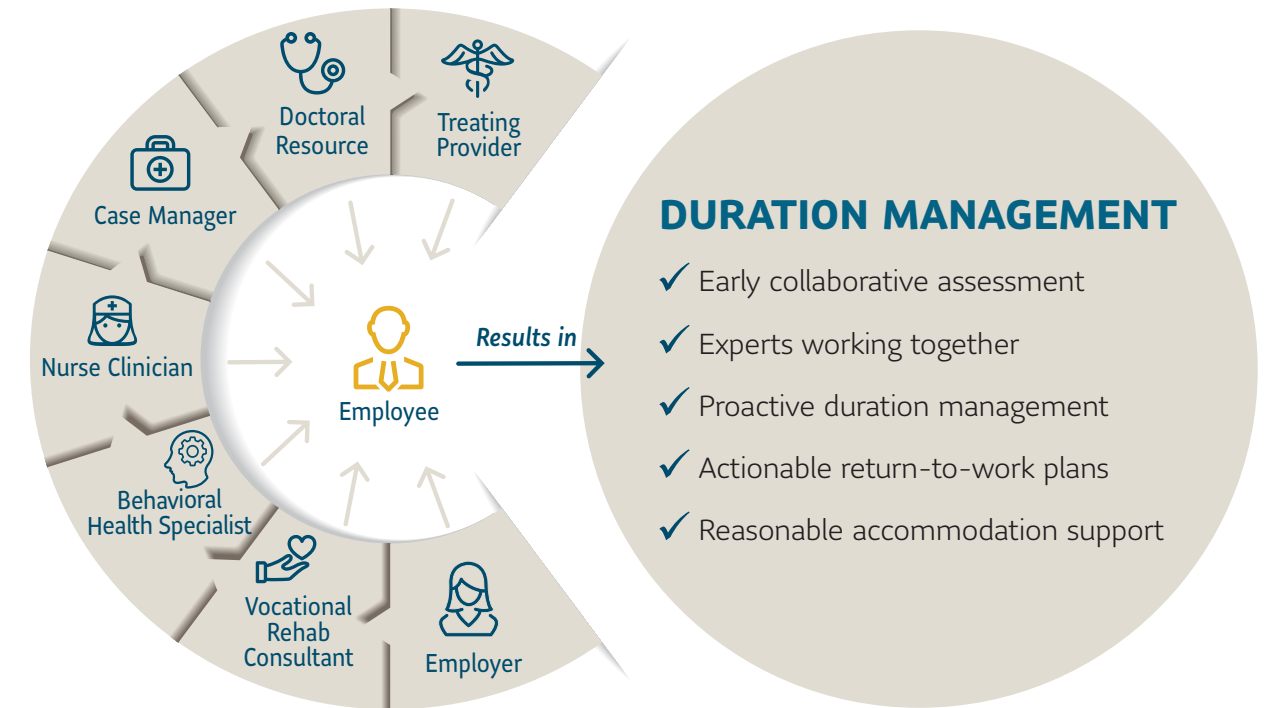 Doctoral
Resource
Treating
Provider
Case Manager
Nurse Clinician
Behavioral
Health Specialist
Vocational
Rehab
Consultant
Employer
Employee
Results in
DURATION MANAGEMENT
Early collaborative assessment
Experts working together
Proactive duration management
Actionable return-to-work plans
Reasonable accommodation support